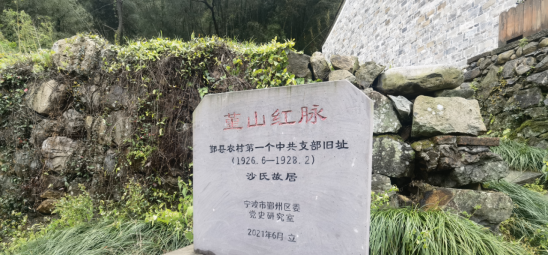 堇山红脉
鄞县农村第一个中共支部旧址
(1926.6—1928.2)
沙氏故居
宁波市鄞州区委
党史研究室
2021年6月 立